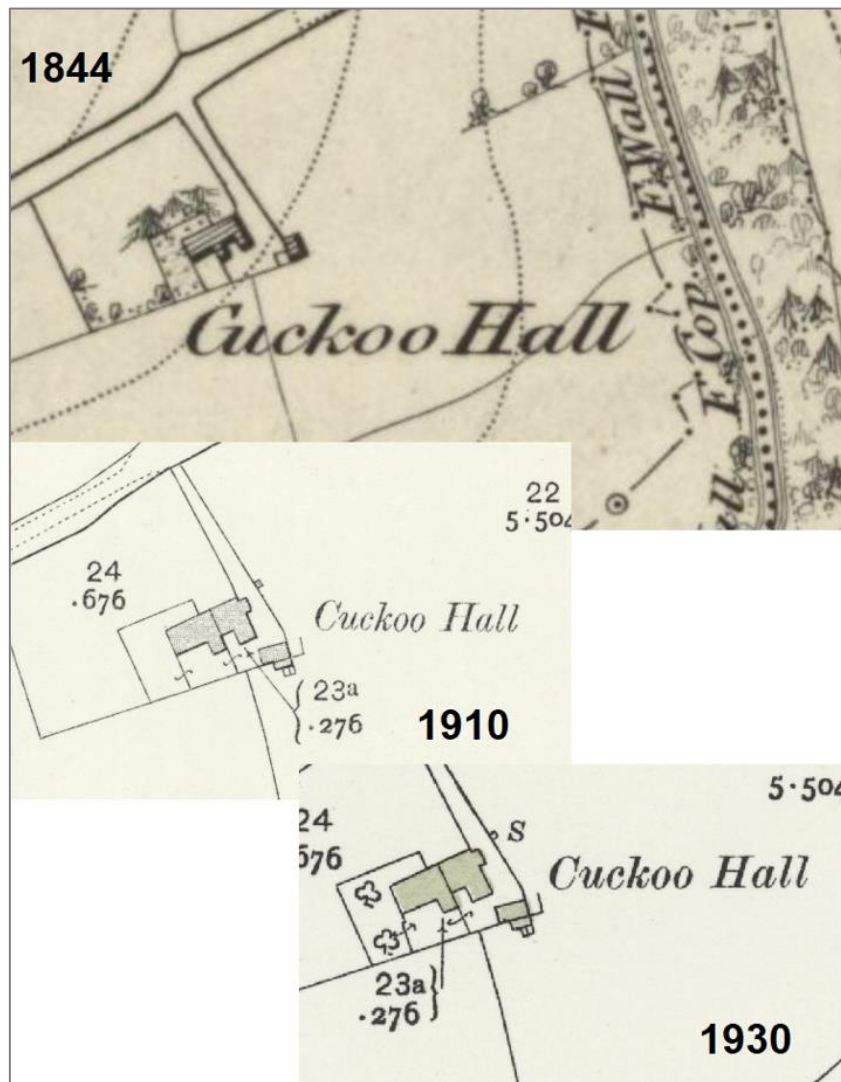 1844
F. Wall F.
Cuckoo Hall
F. Cop.
22
5·504
24
·676
Cuckoo Hall
23a
·276
1910
5·504
24
676
S
Cuckoo Hall
23a
·276
1930